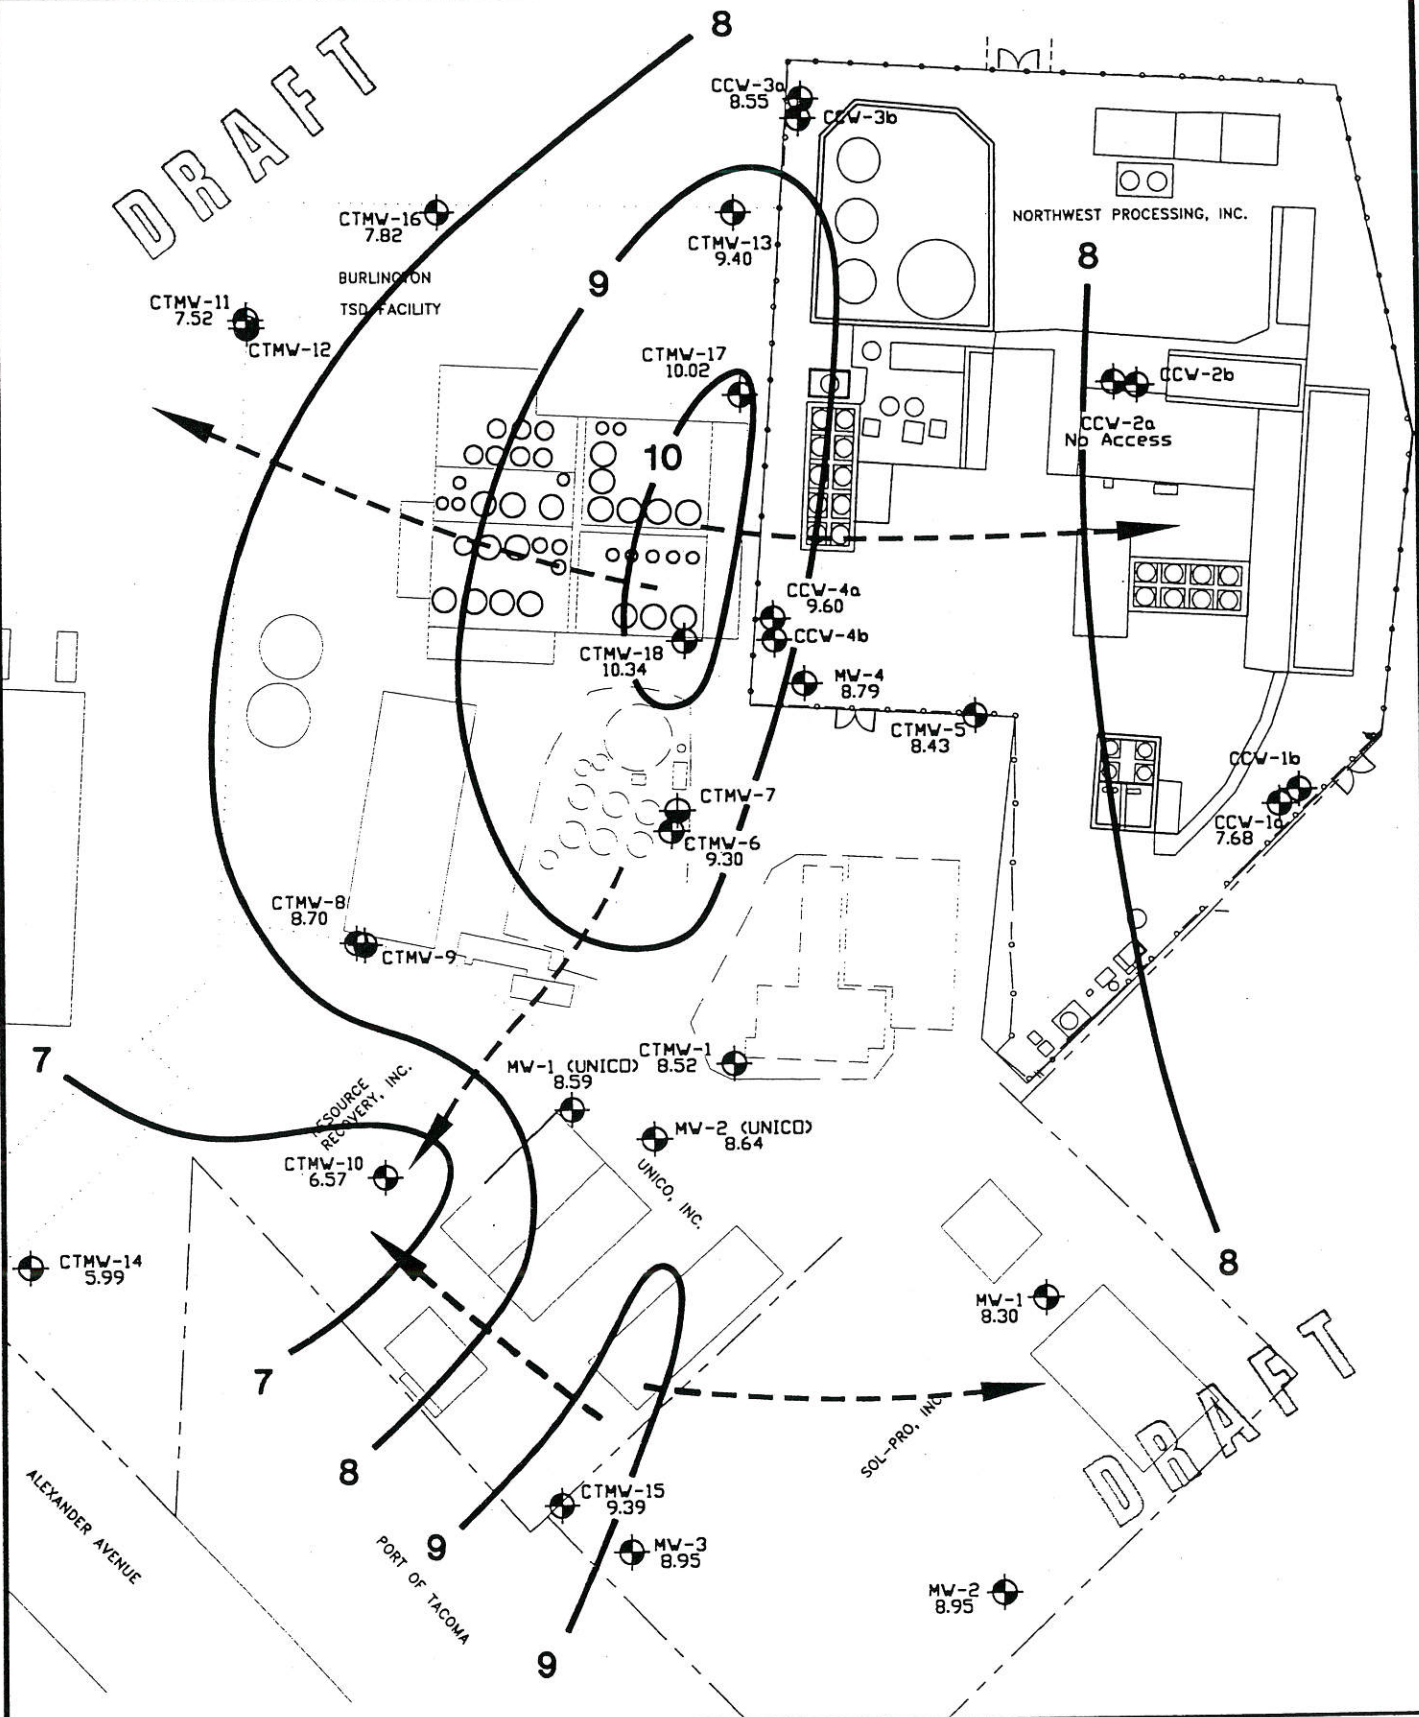 8
DRAFT
CCW-3a
8.55
CCW-3b
CTMW-16
7.82
CTMW-13
9.40
NORTHWEST PROCESSING, INC.
8
9
BURLINGTON
TSD FACILITY
CTMW-11
7.52
CTMW-12
CTMW-17
10.02
CCW-2b
CCW-2a
No Access
10
CCW-4a
9.60
CCW-4b
CTMW-18
10.34
MW-4
8.79
CTMW-5
8.43
CCW-1b
CCW-1a
7.68
CTMW-7
CTMW-6
9.30
CTMW-8
8.70
CTMW-9
7
MW-1 (UNICO)
8.59
CTMW-1
8.52
RESOURCE
RECOVERY, INC.
MW-2 (UNICO)
8.64
CTMW-10
6.57
UNICO, INC.
CTMW-14
5.99
8
MW-1
8.30
7
8
SOL-PRO, INC.
DRAFT
ALEXANDER AVENUE
CTMW-15
9.39
9
PORT OF TACOMA
MW-3
8.95
MW-2
8.95
9